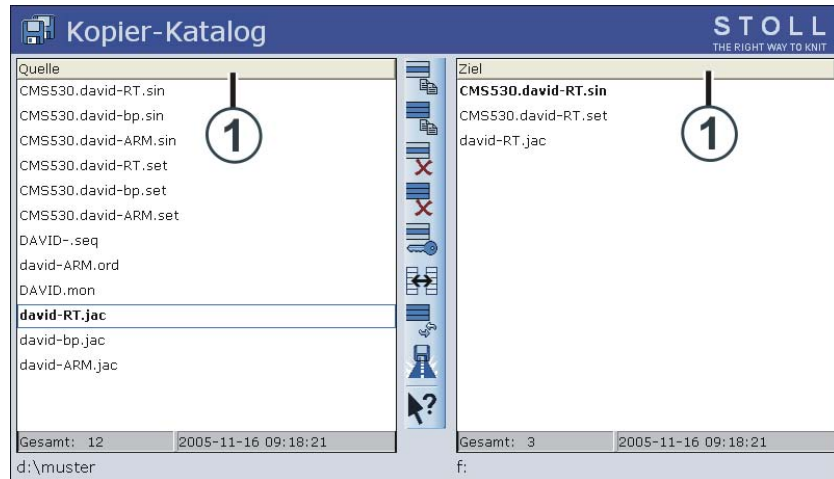 Kopier-Katalog
STOLL
THE RIGHT WAY TO KNIT
Quelle
1
CMS530.david-RT.sin
CMS530.david-bp.sin
CMS530.david-ARM.sin
CMS530.david-RT.set
CMS530.david-bp.set
CMS530.david-ARM.set
DAVID-.seq
david-ARM.ord
DAVID.mon
david-RT.jac
david-bp.jac
david-ARM.jac
Gesamt: 12
2005-11-16 09:18:21
d:\muster
?
Ziel
1
CMS530.david-RT.sin
CMS530.david-RT.set
david-RT.jac
Gesamt: 3
2005-11-16 09:18:21
f: